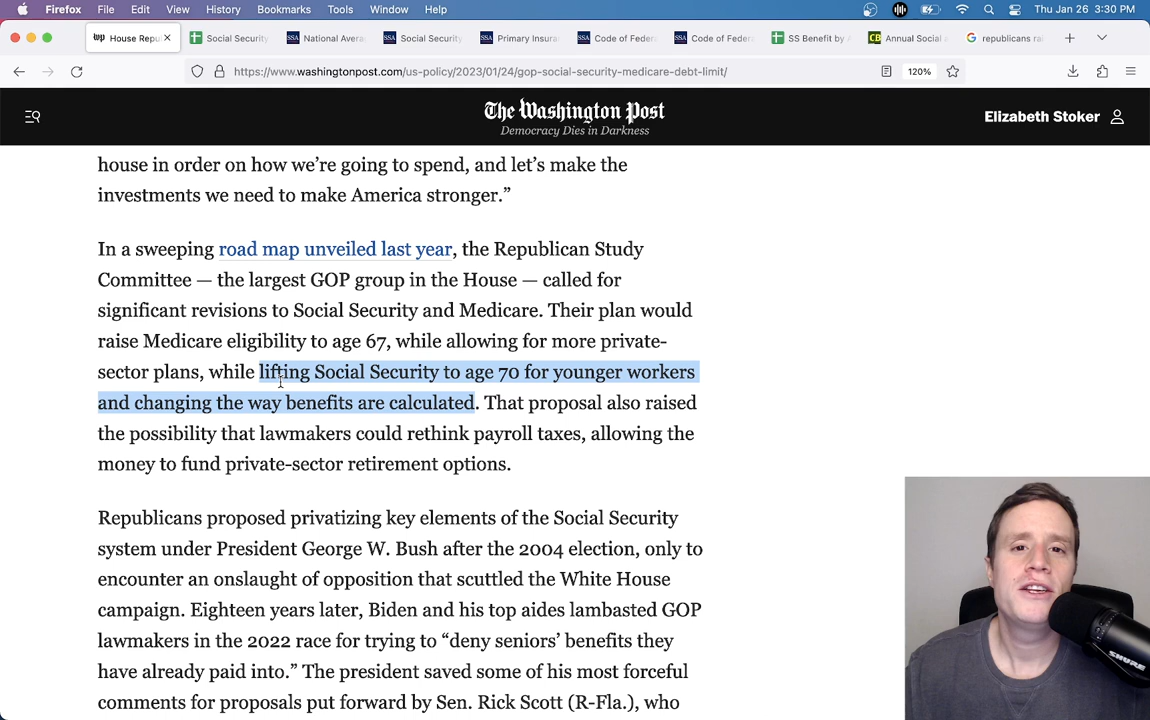 Firefox File Edit View History Bookmarks Tools Window Help Thu Jan 26 3:30 PM
House Repu Social Security National Avera Social Security Primary Insura Code of Feder Code of Federa SS Benefit by A Annual Social republicans rai
https://www.washingtonpost.com/us-policy/2023/01/24/gop-social-security-medicare-debt-limit/ 120%
The Washington Post
Democracy Dies in Darkness
Elizabeth Stoker
house in order on how we’re going to spend, and let’s make the
investments we need to make America stronger.”
In a sweeping road map unveiled last year, the Republican Study
Committee — the largest GOP group in the House — called for
significant revisions to Social Security and Medicare. Their plan would
raise Medicare eligibility to age 67, while allowing for more private-
sector plans, while lifting Social Security to age 70 for younger workers
and changing the way benefits are calculated. That proposal also raised
the possibility that lawmakers could rethink payroll taxes, allowing the
money to fund private-sector retirement options.
Republicans proposed privatizing key elements of the Social Security
system under President George W. Bush after the 2004 election, only to
encounter an onslaught of opposition that scuttled the White House
campaign. Eighteen years later, Biden and his top aides lambasted GOP
lawmakers in the 2022 race for trying to “deny seniors’ benefits they
have already paid into.” The president saved some of his most forceful
comments for proposals put forward by Sen. Rick Scott (R-Fla.), who
SHURE